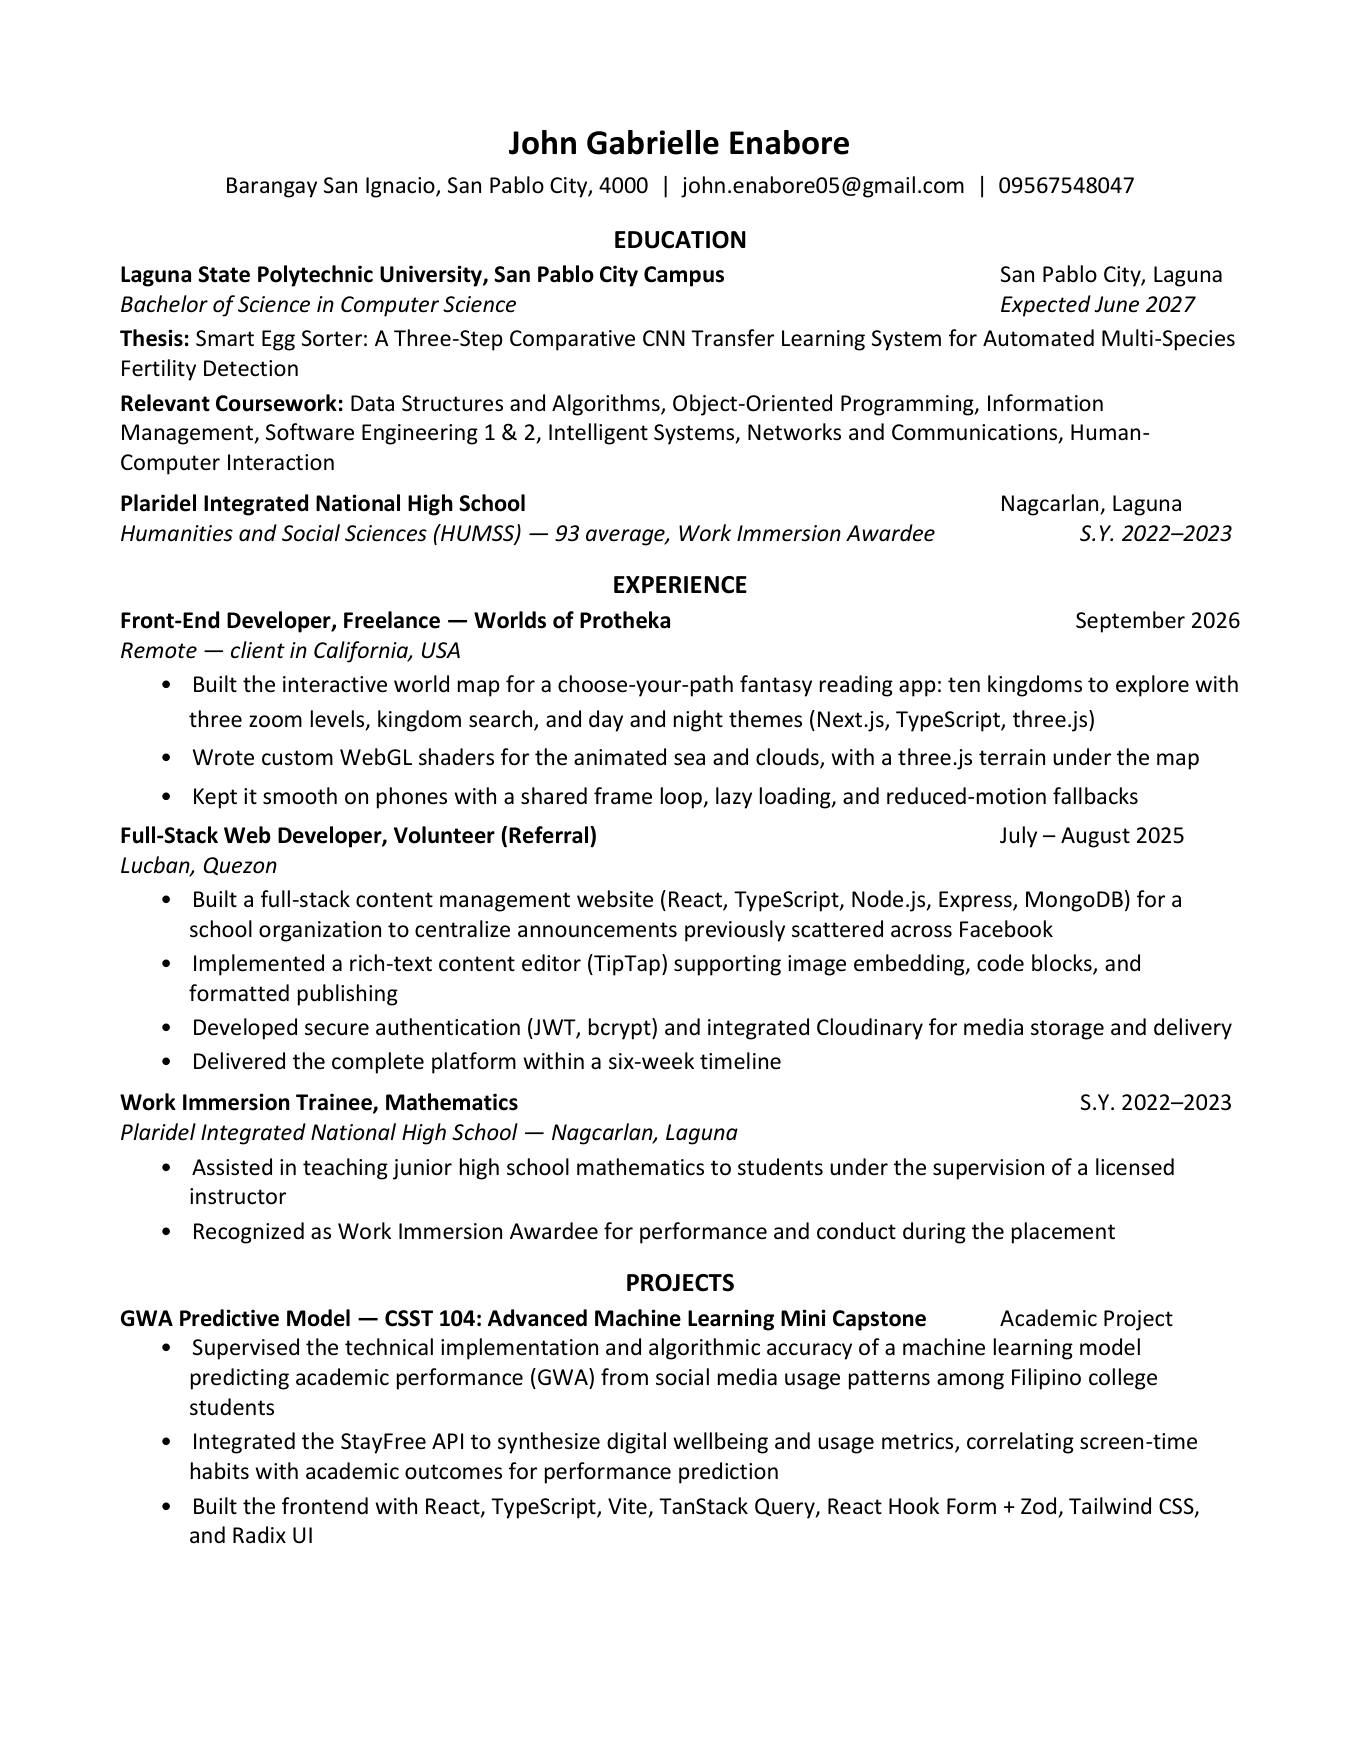 John Gabrielle Enabore
Barangay San Ignacio, San Pablo City, 4000 | john.enabore05@gmail.com | 09567548047
EDUCATION
Laguna State Polytechnic University, San Pablo City Campus San Pablo City, Laguna
Bachelor of Science in Computer Science Expected June 2027
Thesis: Smart Egg Sorter: A Three-Step Comparative CNN Transfer Learning System for Automated Multi-Species
Fertility Detection
Relevant Coursework: Data Structures and Algorithms, Object-Oriented Programming, Information
Management, Software Engineering 1 & 2, Intelligent Systems, Networks and Communications, Human-
Computer Interaction
Plaridel Integrated National High School Nagcarlan, Laguna
Humanities and Social Sciences (HUMSS) — 93 average, Work Immersion Awardee S.Y. 2022–2023
EXPERIENCE
Front-End Developer, Freelance — Worlds of Protheka September 2026
Remote — client in California, USA
• Built the interactive world map for a choose-your-path fantasy reading app: ten kingdoms to explore with
three zoom levels, kingdom search, and day and night themes (Next.js, TypeScript, three.js)
• Wrote custom WebGL shaders for the animated sea and clouds, with a three.js terrain under the map
• Kept it smooth on phones with a shared frame loop, lazy loading, and reduced-motion fallbacks
Full-Stack Web Developer, Volunteer (Referral) July – August 2025
Lucban, Quezon
• Built a full-stack content management website (React, TypeScript, Node.js, Express, MongoDB) for a
school organization to centralize announcements previously scattered across Facebook
• Implemented a rich-text content editor (TipTap) supporting image embedding, code blocks, and
formatted publishing
• Developed secure authentication (JWT, bcrypt) and integrated Cloudinary for media storage and delivery
• Delivered the complete platform within a six-week timeline
Work Immersion Trainee, Mathematics S.Y. 2022–2023
Plaridel Integrated National High School — Nagcarlan, Laguna
• Assisted in teaching junior high school mathematics to students under the supervision of a licensed
instructor
• Recognized as Work Immersion Awardee for performance and conduct during the placement
PROJECTS
GWA Predictive Model — CSST 104: Advanced Machine Learning Mini Capstone Academic Project
• Supervised the technical implementation and algorithmic accuracy of a machine learning model
predicting academic performance (GWA) from social media usage patterns among Filipino college
students
• Integrated the StayFree API to synthesize digital wellbeing and usage metrics, correlating screen-time
habits with academic outcomes for performance prediction
• Built the frontend with React, TypeScript, Vite, TanStack Query, React Hook Form + Zod, Tailwind CSS,
and Radix UI